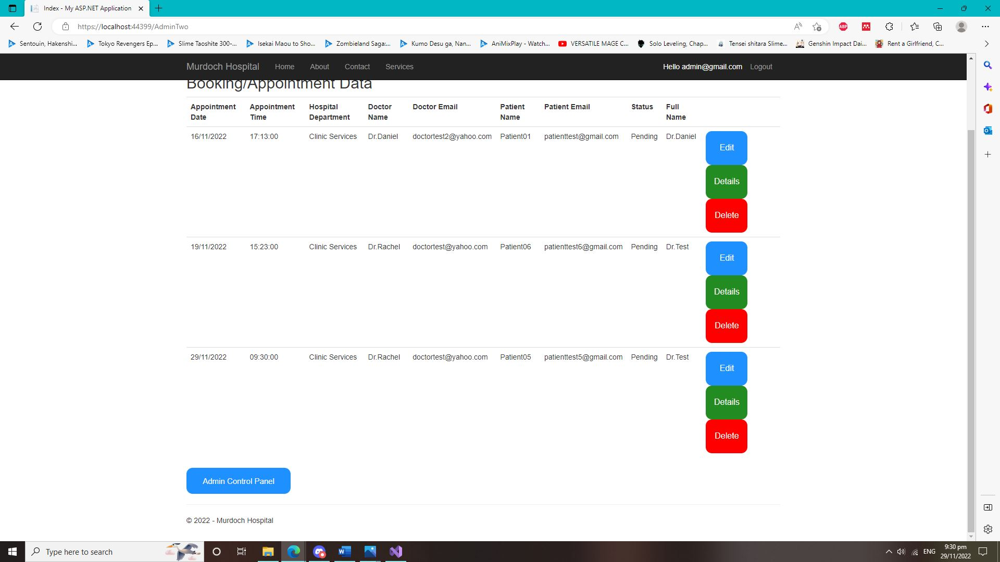 Index - My ASP.NET Application
https://localhost:44399/AdminTwo
Sentouin, Hakenshi... Tokyo Revengers Ep... Slime Taoshite 300-... Isekai Maou to Sho... Zombieland Saga:... Kumo Desu ga, Nan... AniMixPlay - Watch... VERSATILE MAGE C... Solo Leveling, Chap... Tensei shitara Slime... Genshin Impact Dai... Rent a Girlfriend, C...
Murdoch Hospital Home About Contact Services Hello admin@gmail.com Logout
Booking/Appointment Data
Appointment Date Appointment Time Hospital Department Doctor Name Doctor Email Patient Name Patient Email Status Full Name
16/11/2022 17:13:00 Clinic Services Dr.Daniel doctortest2@yahoo.com Patient01 patienttest@gmail.com Pending Dr.Daniel
Edit
Details
Delete
19/11/2022 15:23:00 Clinic Services Dr.Rachel doctortest@yahoo.com Patient06 patienttest6@gmail.com Pending Dr.Test
Edit
Details
Delete
29/11/2022 09:30:00 Clinic Services Dr.Rachel doctortest@yahoo.com Patient05 patienttest5@gmail.com Pending Dr.Test
Edit
Details
Delete
Admin Control Panel
© 2022 - Murdoch Hospital
Type here to search
ENG
9:30 pm
29/11/2022
ABP